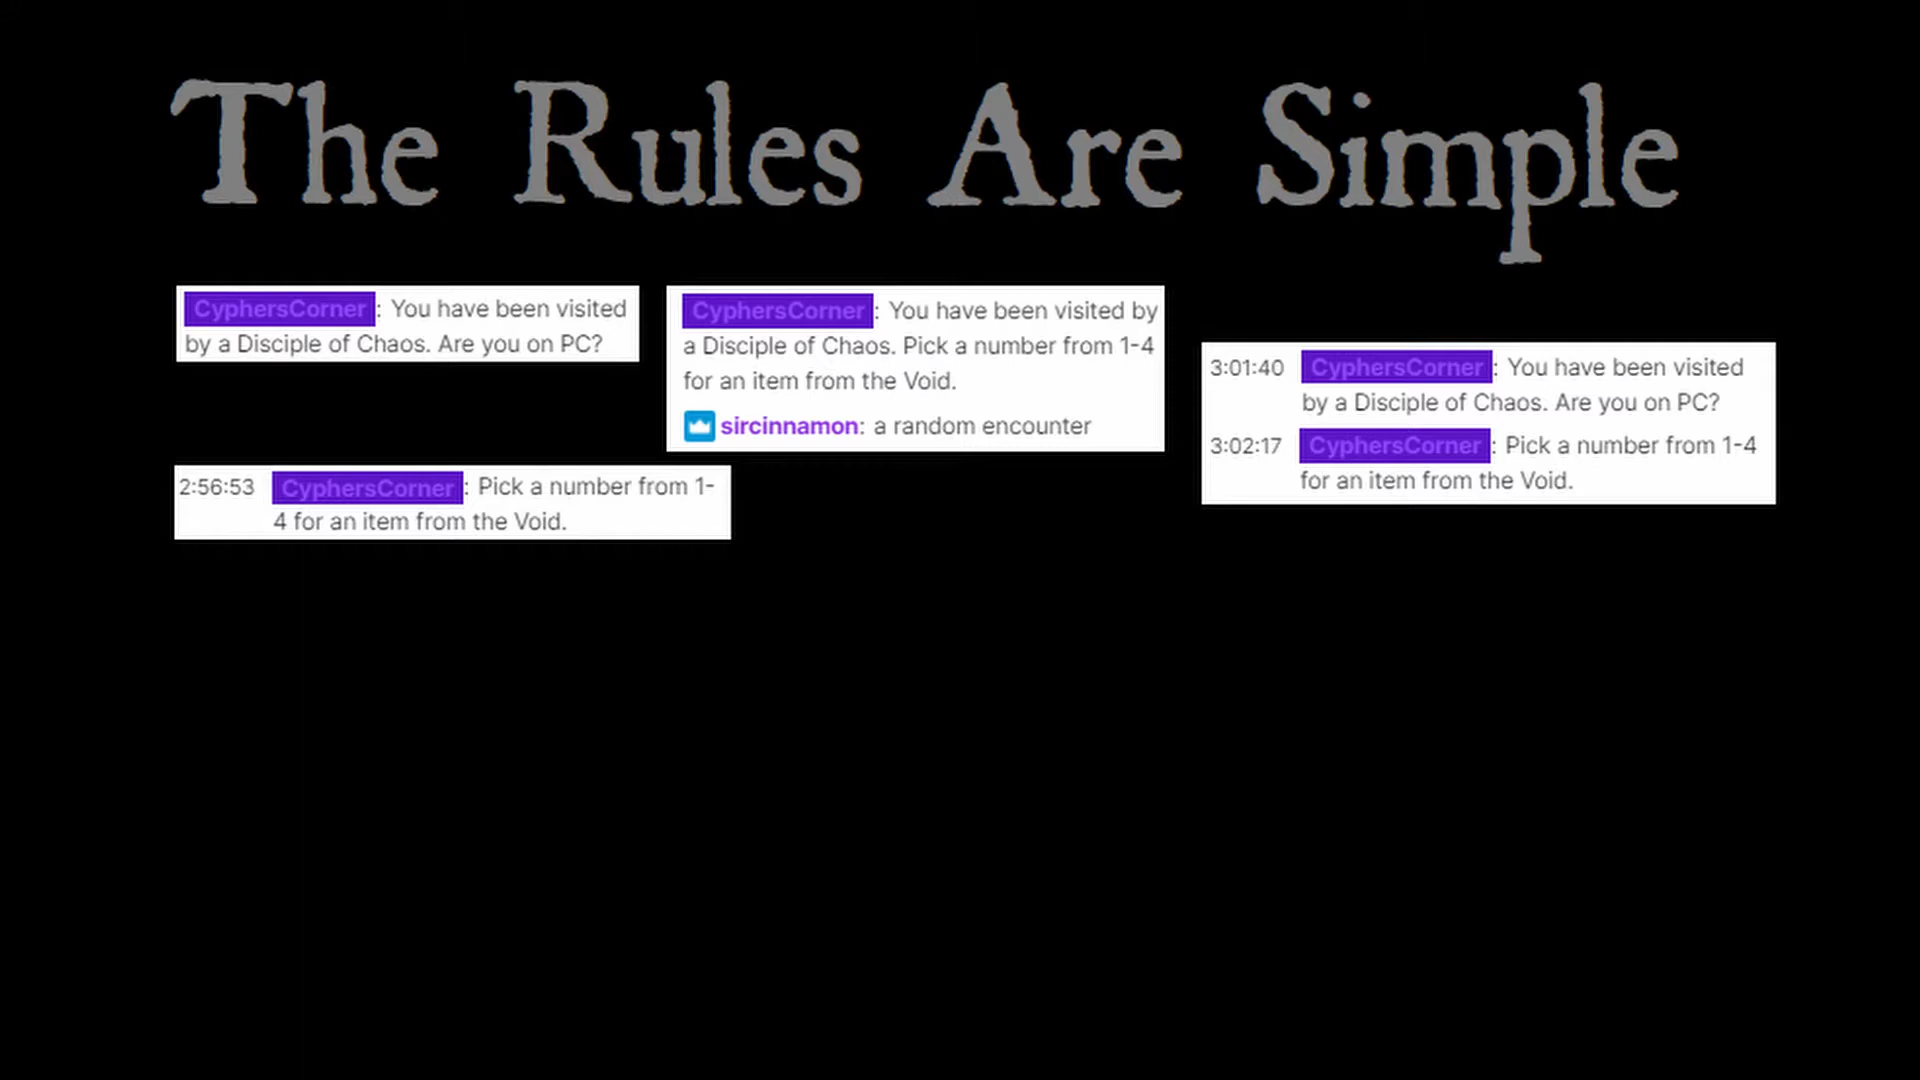 The Rules Are Simple
CyphersCorner: You have been visited
by a Disciple of Chaos. Are you on PC?
CyphersCorner: You have been visited by
a Disciple of Chaos. Pick a number from 1-4
for an item from the Void.
sircinnamon: a random encounter
3:01:40 CyphersCorner: You have been visited
by a Disciple of Chaos. Are you on PC?
3:02:17 CyphersCorner: Pick a number from 1-4
for an item from the Void.
2:56:53 CyphersCorner: Pick a number from 1-
4 for an item from the Void.